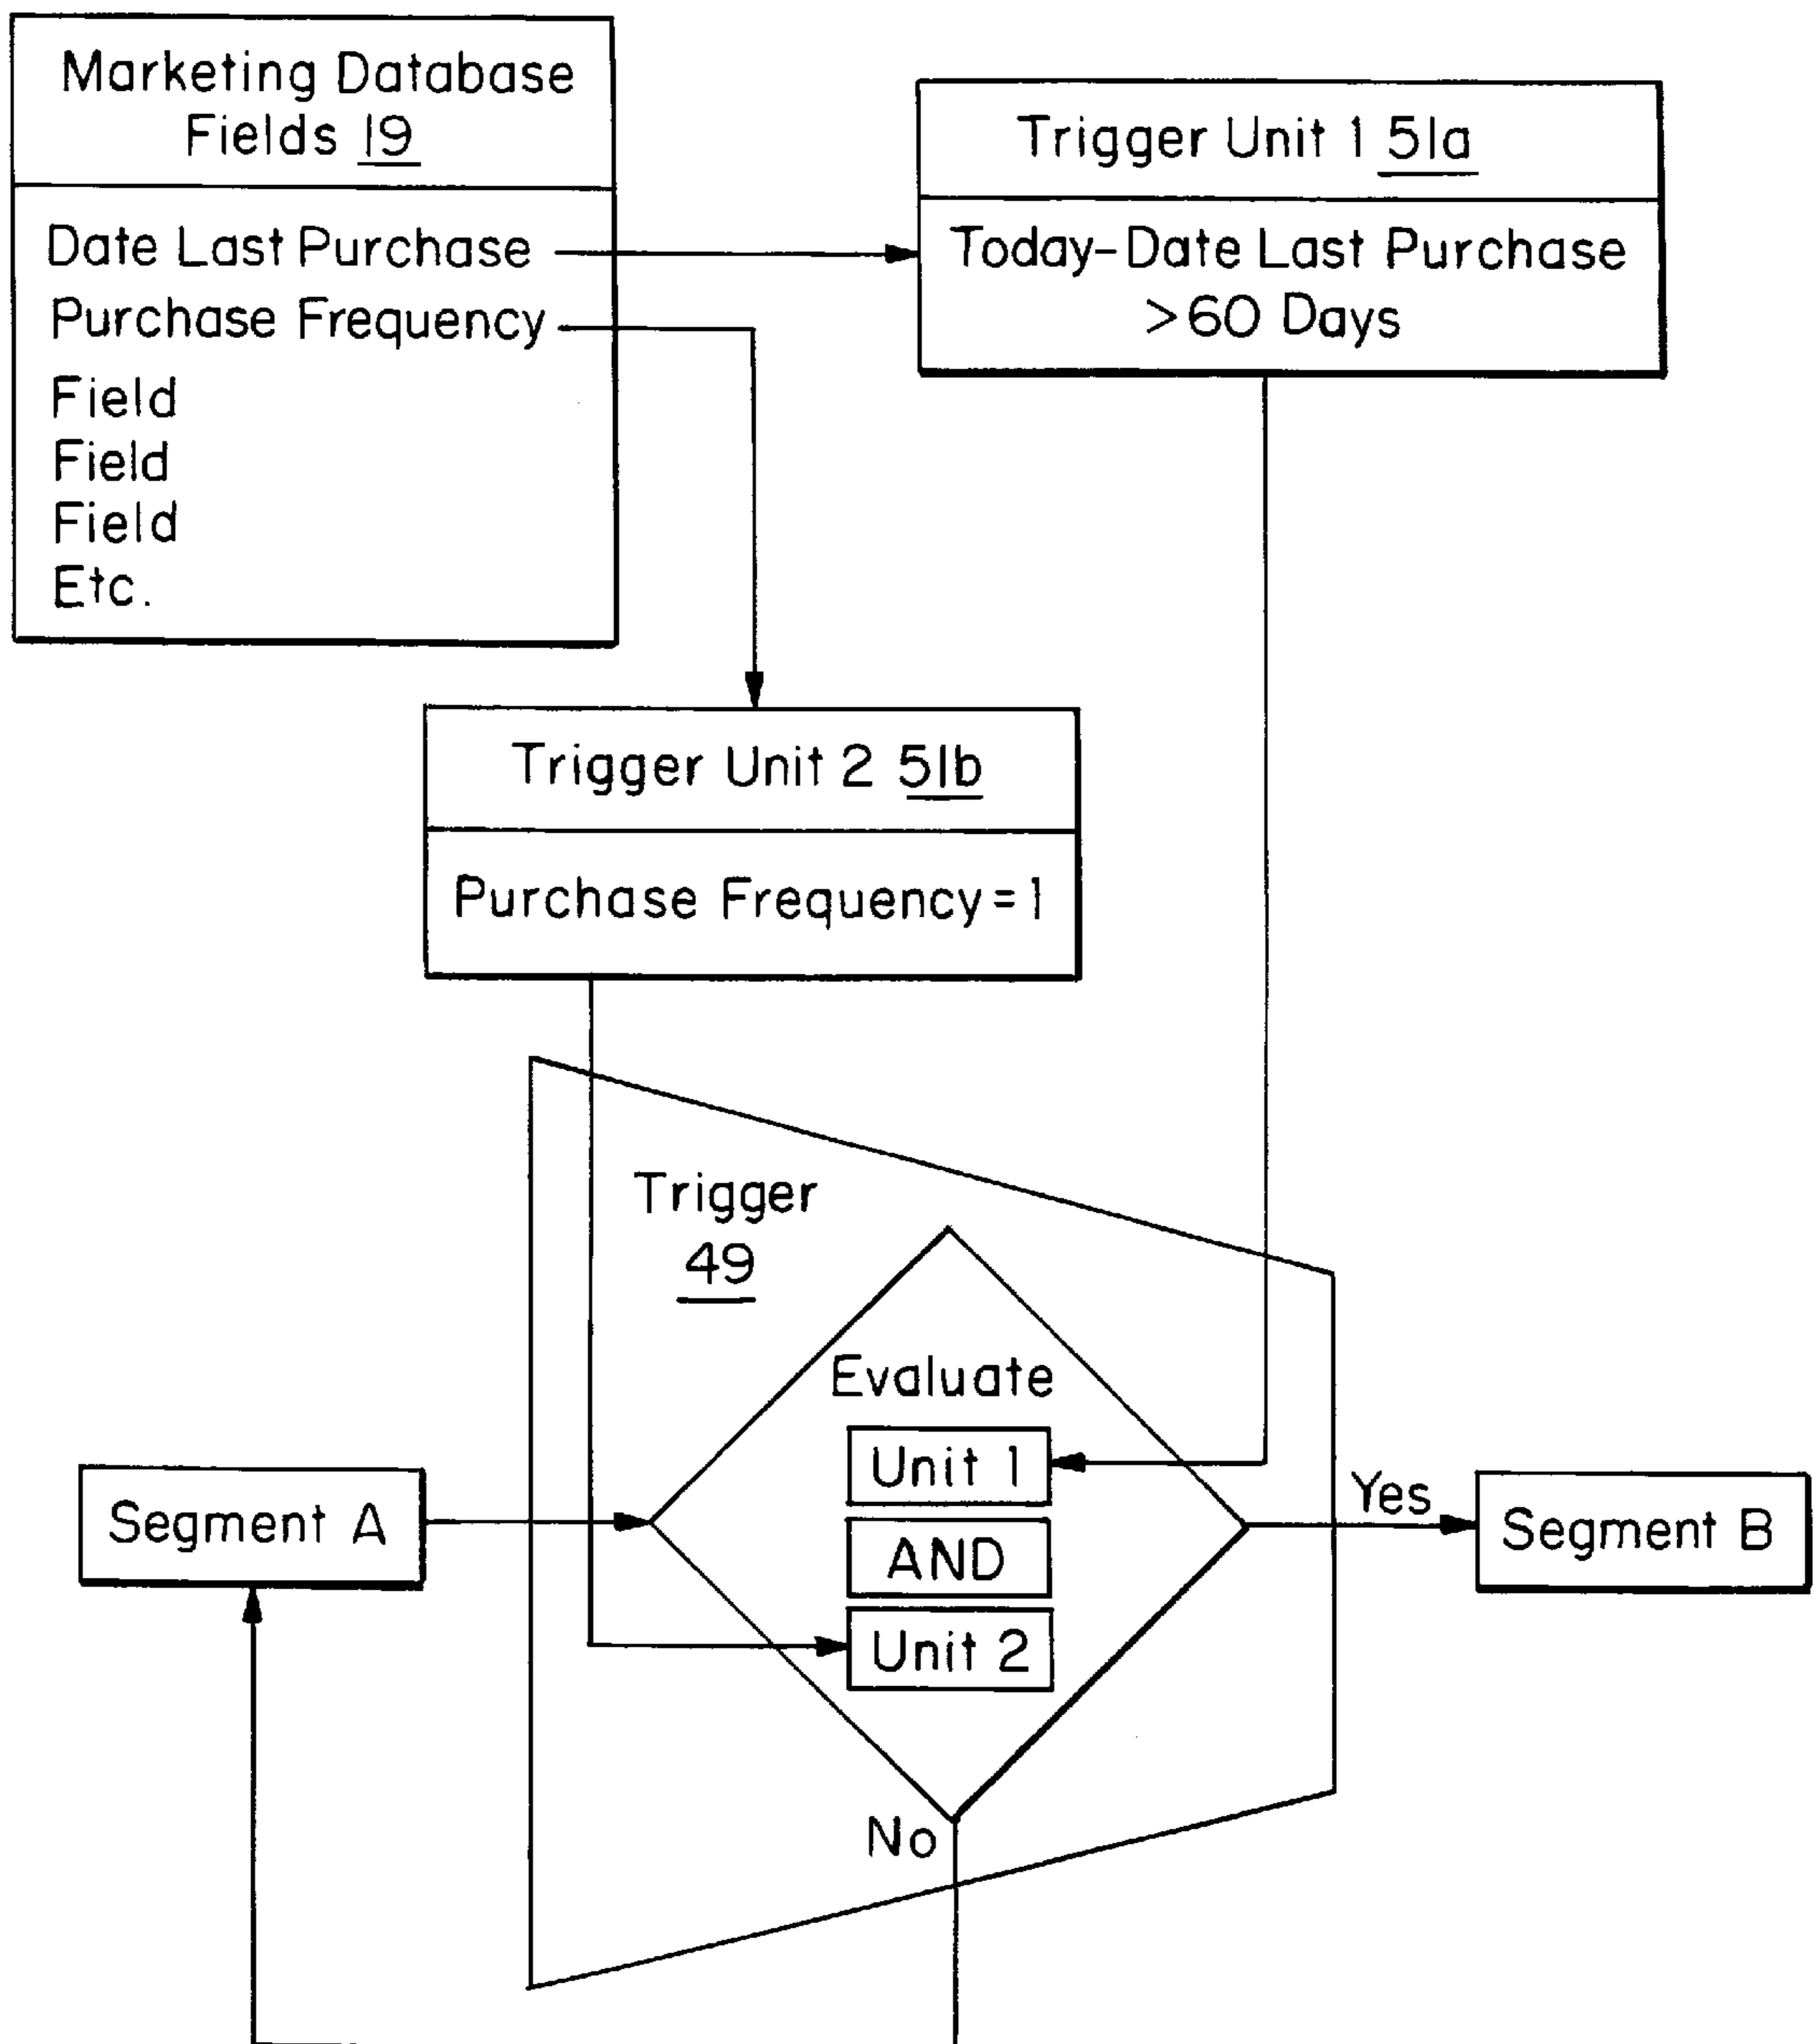 Marketing Database
Fields 19
Date Last Purchase
Purchase Frequency
Field
Field
Field
Etc.
Trigger Unit 1 51a
Today-Date Last Purchase
>60 Days
Trigger Unit 2 51b
Purchase Frequency=1
Trigger
49
Evaluate
Unit 1
AND
Unit 2
Segment A
Yes
Segment B
No